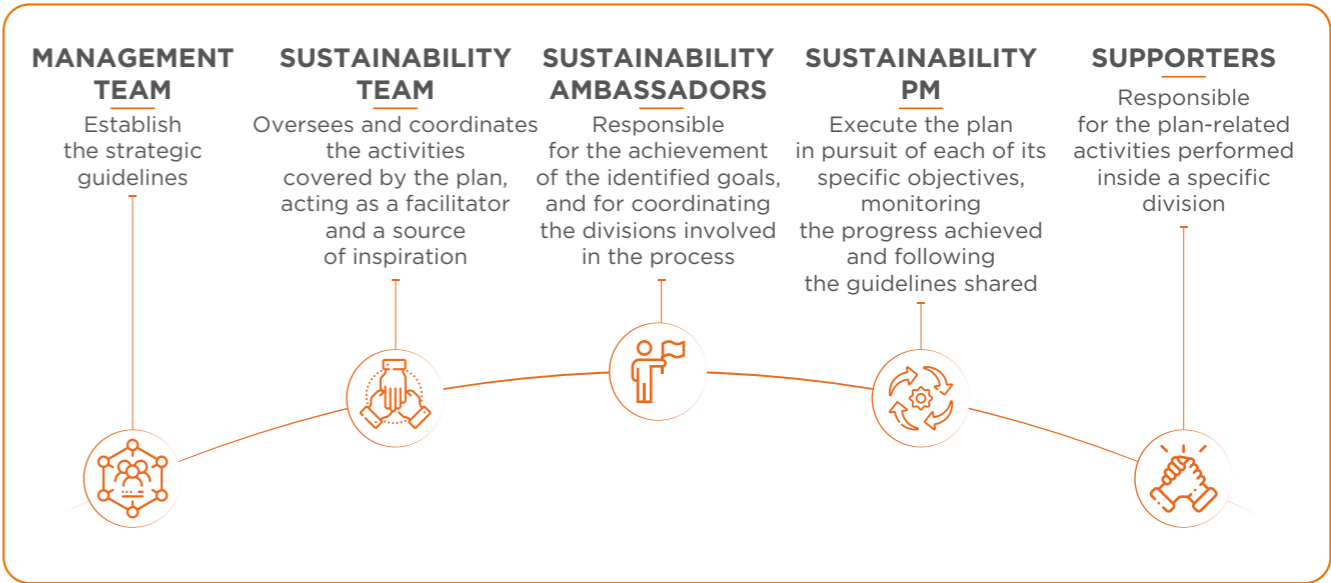 MANAGEMENT
TEAM
Establish
the strategic
guidelines
SUSTAINABILITY
TEAM
Oversees and coordinates
the activities
covered by the plan,
acting as a facilitator
and a source
of inspiration
SUSTAINABILITY
AMBASSADORS
Responsible
for the achievement
of the identified goals,
and for coordinating
the divisions involved
in the process
SUSTAINABILITY
PM
Execute the plan
in pursuit of each of its
specific objectives,
monitoring
the progress achieved
and following
the guidelines shared
SUPPORTERS
Responsible
for the plan-related
activities performed
inside a specific
division